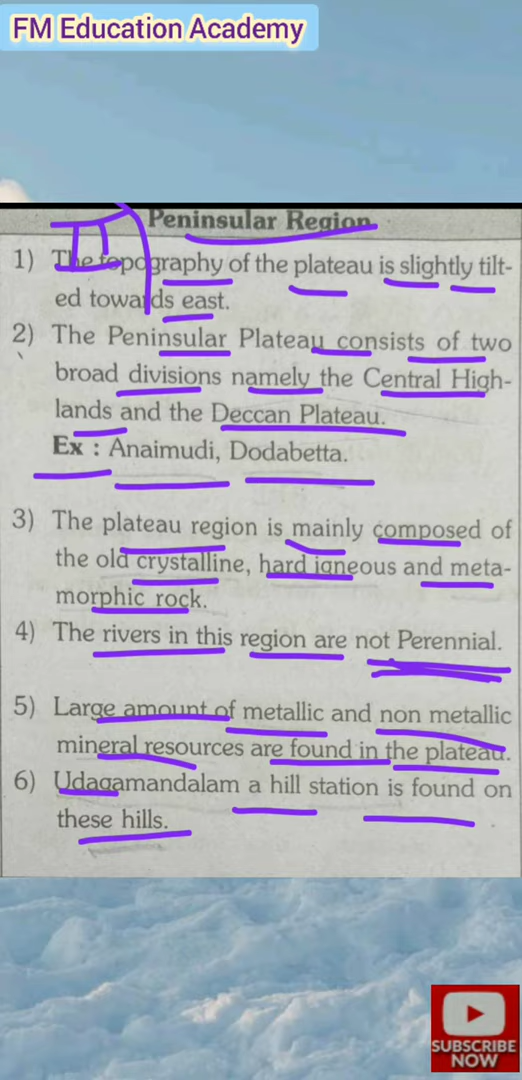 FM Education Academy
Peninsular Region
1) The topography of the plateau is slightly tilt-
ed towards east.
2) The Peninsular Plateau consists of two
broad divisions namely the Central High-
lands and the Deccan Plateau.
Ex : Anaimudi, Dodabetta.
3) The plateau region is mainly composed of
the old crystalline, hard igneous and meta-
morphic rock.
4) The rivers in this region are not Perennial.
5) Large amount of metallic and non metallic
mineral resources are found in the plateau.
6) Udagamandalam a hill station is found on
these hills.
SUBSCRIBE
NOW